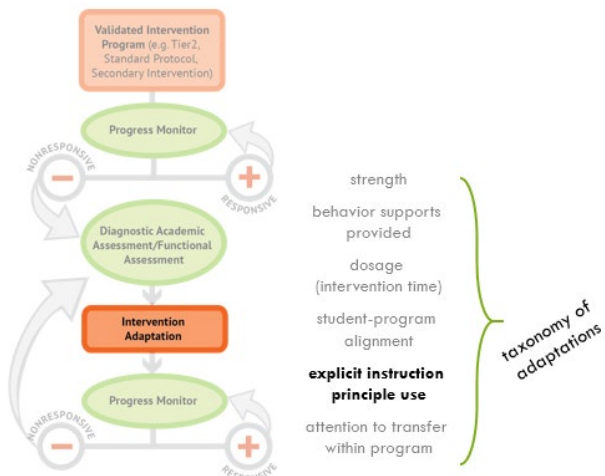 Validated Intervention
Program (e.g. Tier2,
Standard Protocol,
Secondary Intervention)
Progress Monitor
NONRESPONSIVE
RESPONSIVE
Diagnostic Academic
Assessment/Functional
Assessment
Intervention
Adaptation
Progress Monitor
NONRESPONSIVE
RESPONSIVE
strength
behavior supports
provided
dosage
(intervention time)
student-program
alignment
explicit instruction
principle use
attention to transfer
within program
taxonomy of
adaptations